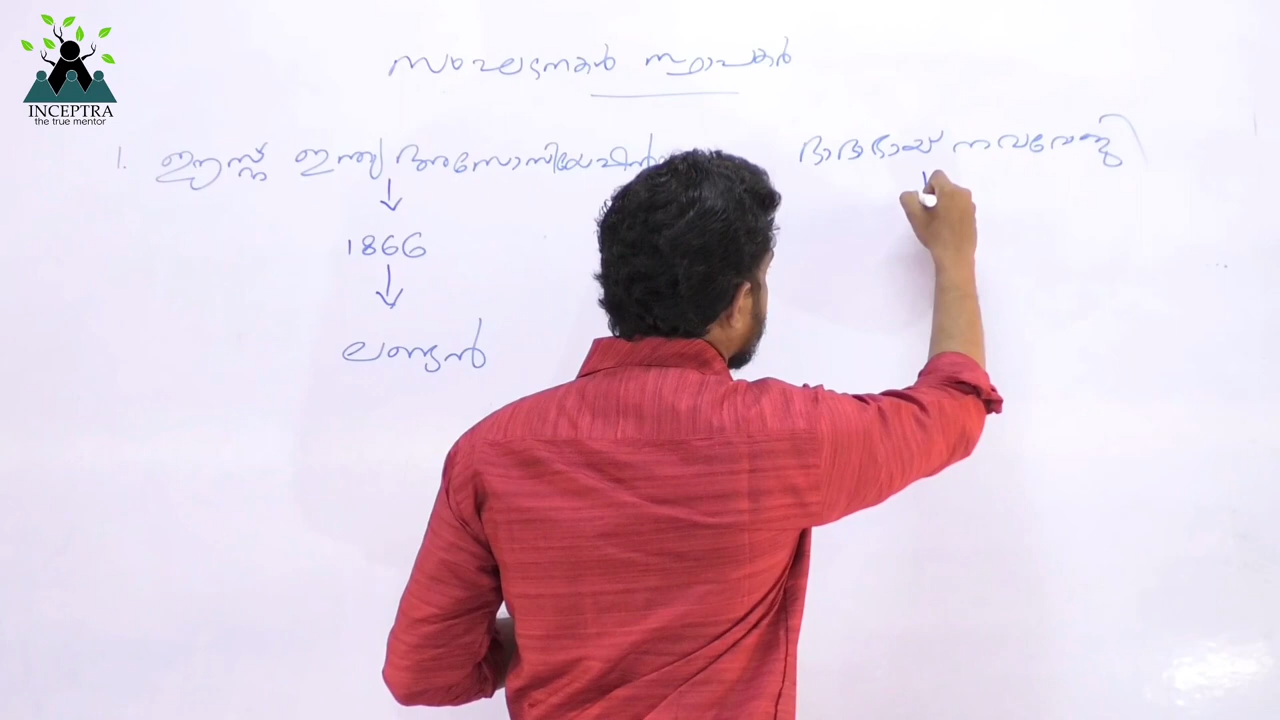 INCEPTRA
the true mentor
സംഘടനകൾ സ്ഥാപകർ
1. ഈസ്റ്റ് ഇന്ത്യ അസോസിയേഷൻ ദാദാഭായ് നവറോജി
1866
ലണ്ടൻ